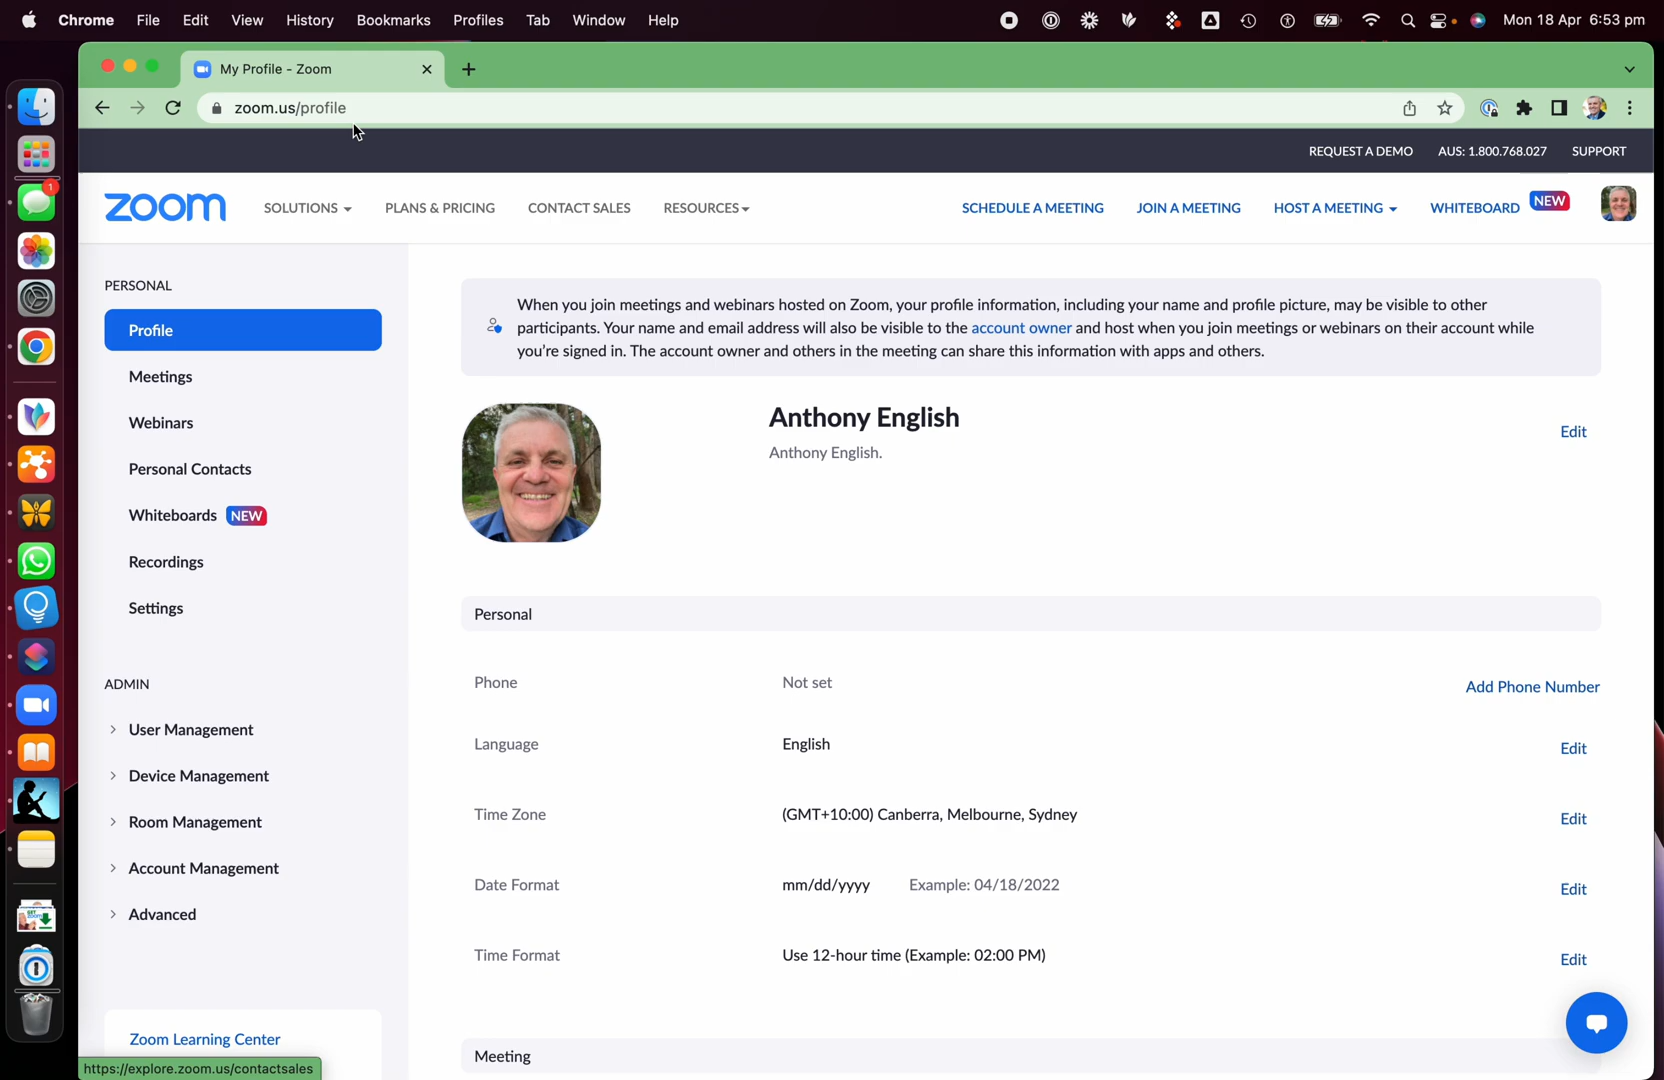 Chrome File Edit View History Bookmarks Profiles Tab Window Help Mon 18 Apr 6:53 pm
My Profile - Zoom
zoom.us/profile
REQUEST A DEMO AUS: 1.800.768.027 SUPPORT
zoom SOLUTIONS PLANS & PRICING CONTACT SALES RESOURCES SCHEDULE A MEETING JOIN A MEETING HOST A MEETING WHITEBOARD NEW
PERSONAL
Profile
Meetings
Webinars
Personal Contacts
Whiteboards NEW
Recordings
Settings
ADMIN
User Management
Device Management
Room Management
Account Management
Advanced
Zoom Learning Center
https://explore.zoom.us/contactsales
When you join meetings and webinars hosted on Zoom, your profile information, including your name and profile picture, may be visible to other
participants. Your name and email address will also be visible to the account owner and host when you join meetings or webinars on their account while
you're signed in. The account owner and others in the meeting can share this information with apps and others.
Anthony English
Anthony English.
Edit
Personal
Phone Not set Add Phone Number
Language English Edit
Time Zone (GMT+10:00) Canberra, Melbourne, Sydney Edit
Date Format mm/dd/yyyy Example: 04/18/2022 Edit
Time Format Use 12-hour time (Example: 02:00 PM) Edit
Meeting
1